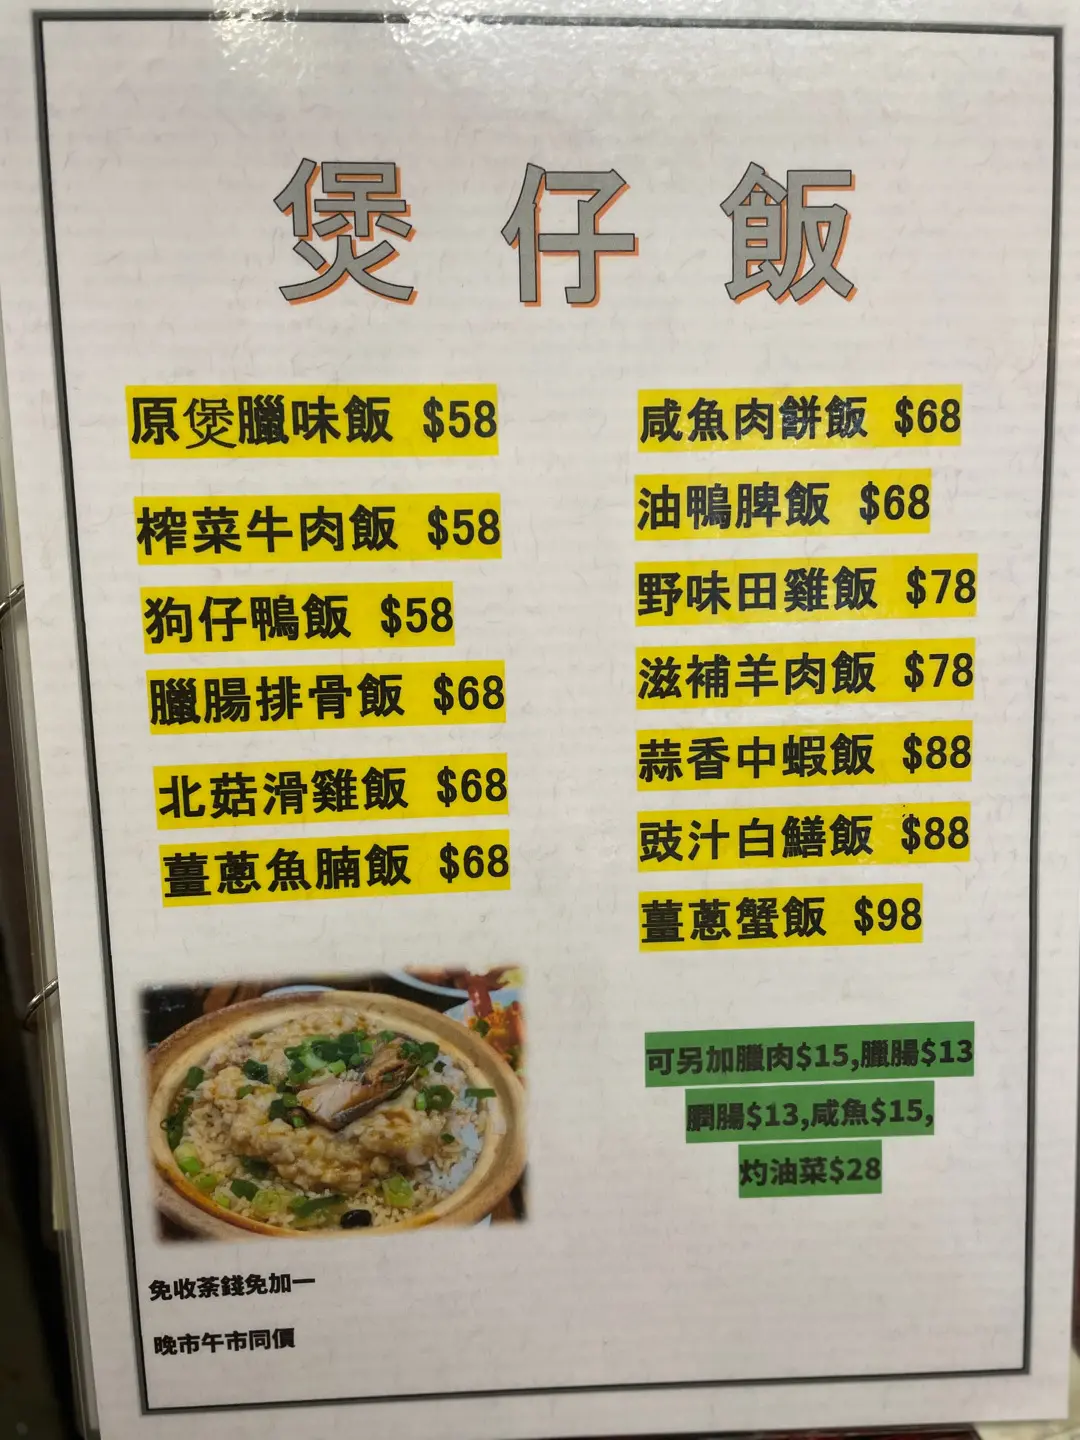 煲仔飯
原煲臘味飯 $58
榨菜牛肉飯 $58
狗仔鴨飯 $58
臘腸排骨飯 $68
北菇滑雞飯 $68
薑蔥魚腩飯 $68
咸魚肉餅飯 $68
油鴨脾飯 $68
野味田雞飯 $78
滋補羊肉飯 $78
蒜香中蝦飯 $88
豉汁白鱔飯 $88
薑蔥蟹飯 $98
可另加臘肉$15,臘腸$13
膶腸$13,咸魚$15,
灼油菜$28
免收茶錢免加一
晚市午市同價